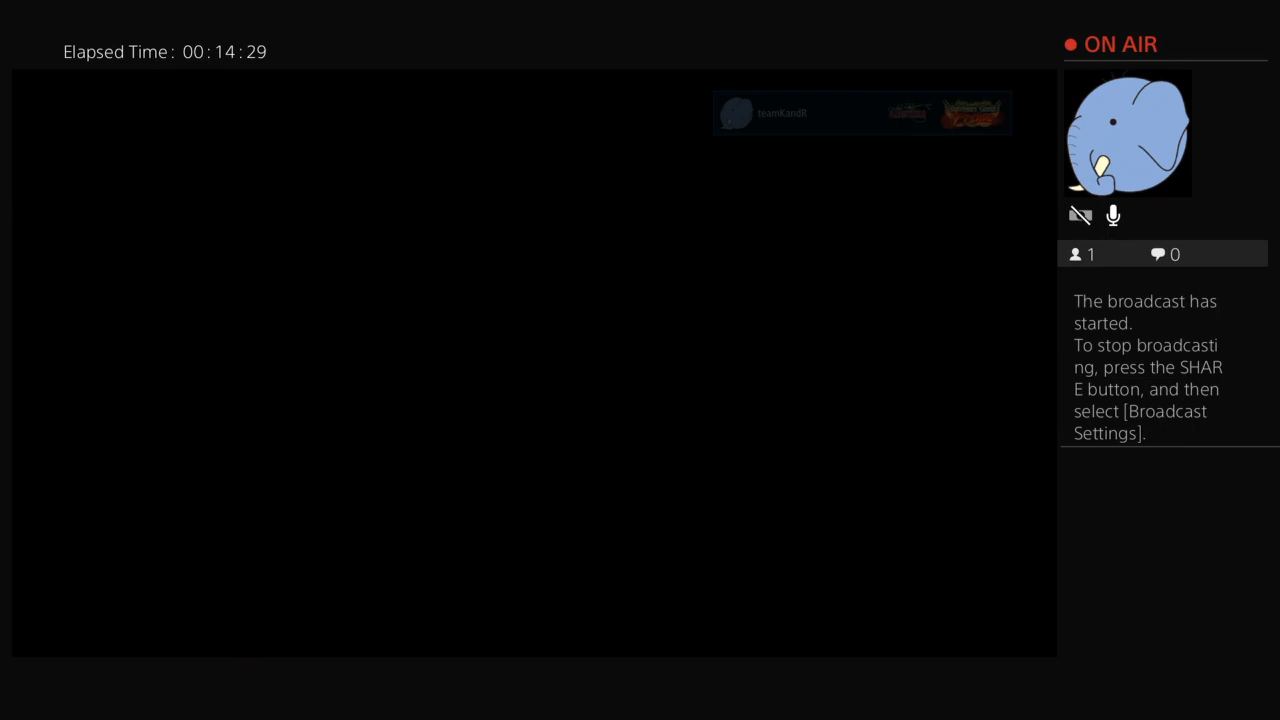 Elapsed Time: 00:14:29
ON AIR
teamKandR
1
0
The broadcast has
started.
To stop broadcasti
ng, press the SHAR
E button, and then
select [Broadcast
Settings].